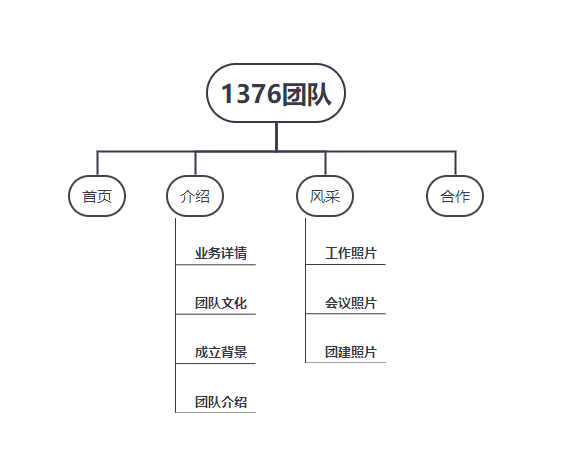 1376团队
首页
介绍
风采
合作
业务详情
工作照片
团队文化
会议照片
成立背景
团建照片
团队介绍